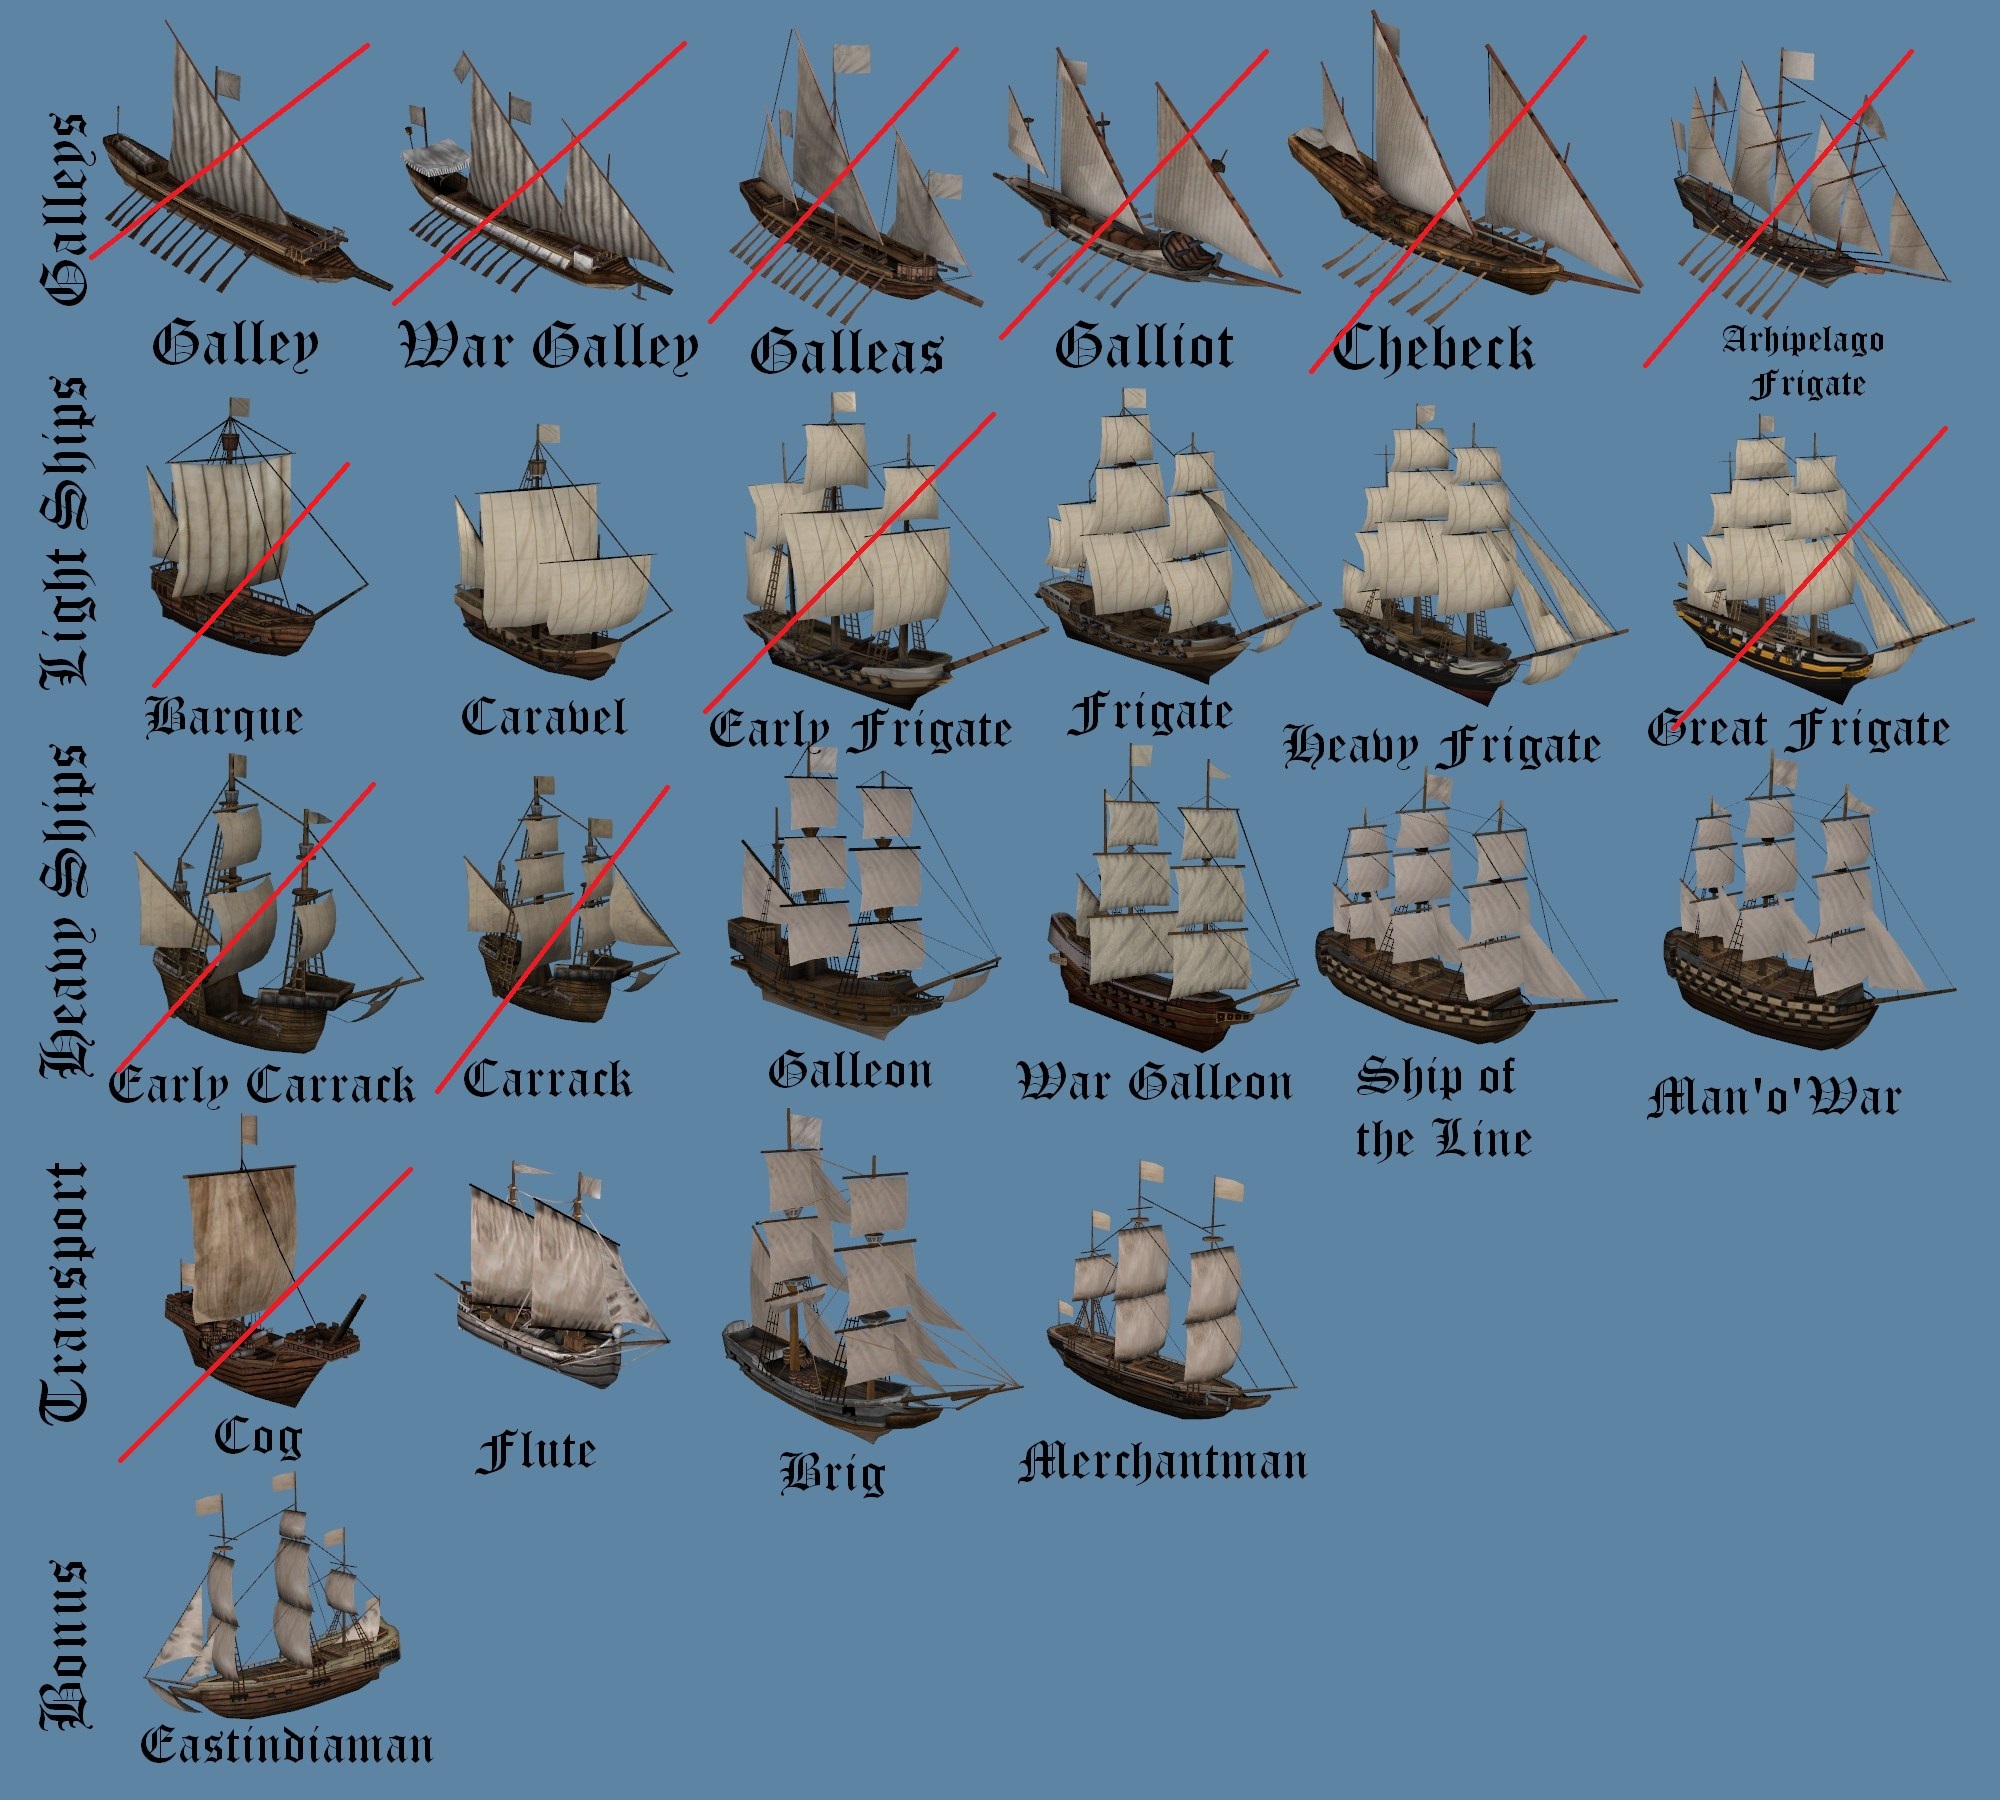 Galleys
Galley
War Galley
Galleas
Galliot
Chebeck
Arhipelago
Frigate
Light Ships
Barque
Caravel
Early Frigate
Frigate
Heavy Frigate
Great Frigate
Heavy Ships
Early Carrack
Carrack
Galleon
War Galleon
Ship of
the Line
Man'o'War
Transport
Cog
Flute
Brig
Merchantman
Bonus
Eastindiaman